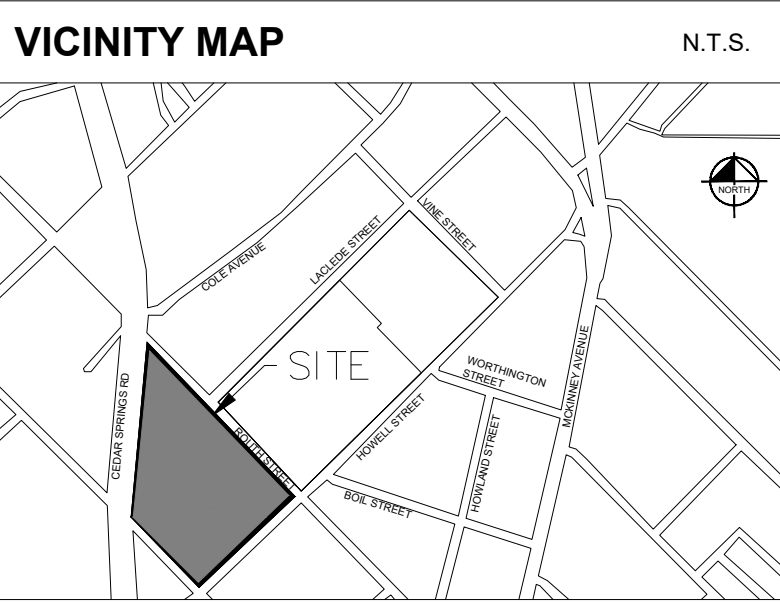 VICINITY MAP
N.T.S.
NORTH
VINE STREET
LACLEDE STREET
COLE AVENUE
SITE
WORTHINGTON
STREET
MCKINNEY AVENUE
CEDAR SPRINGS RD
HOWELL STREET
HOWLAND STREET
ROUTH STREET
BOIL STREET